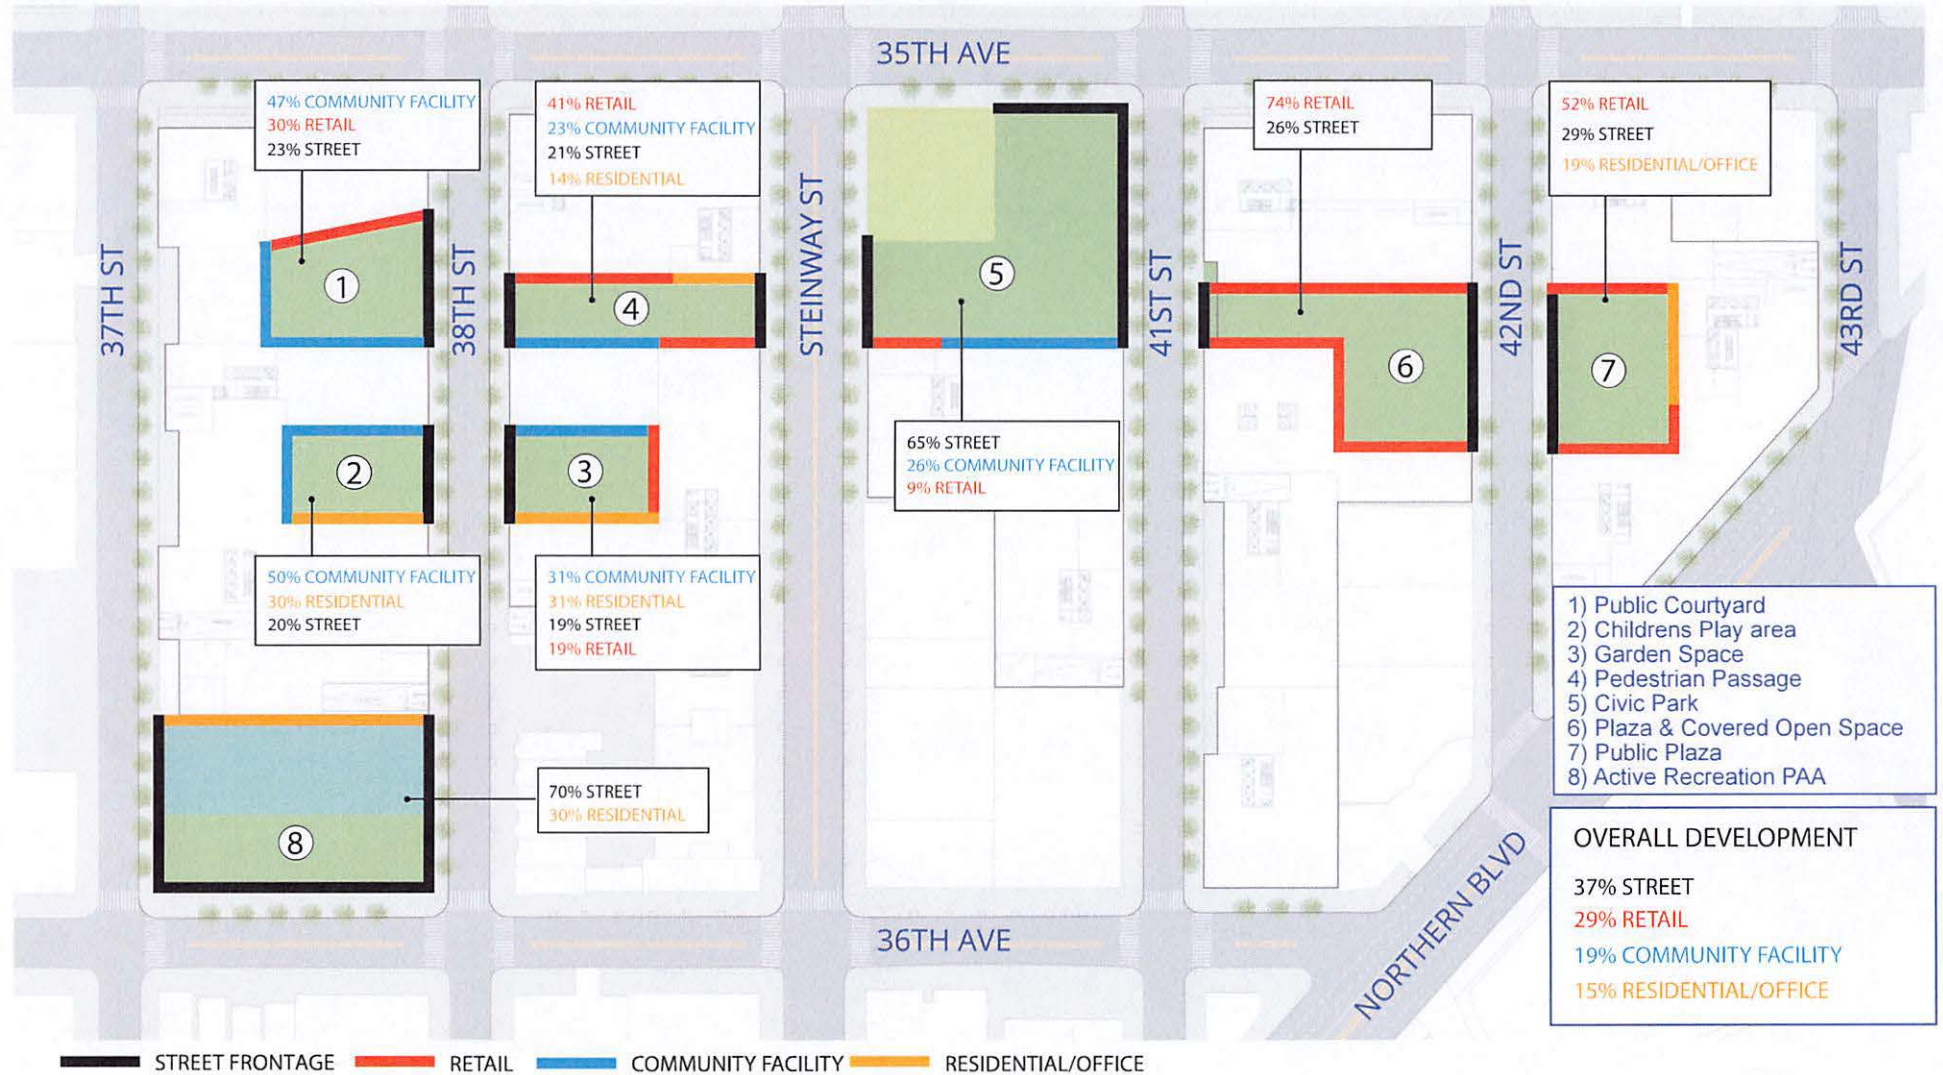 35TH AVE
47% COMMUNITY FACILITY
30% RETAIL
23% STREET
41% RETAIL
23% COMMUNITY FACILITY
21% STREET
14% RESIDENTIAL
74% RETAIL
26% STREET
52% RETAIL
29% STREET
19% RESIDENTIAL/OFFICE
37TH ST
38TH ST
STEINWAY ST
41ST ST
42ND ST
43RD ST
1
4
5
6
7
2
3
65% STREET
26% COMMUNITY FACILITY
9% RETAIL
50% COMMUNITY FACILITY
30% RESIDENTIAL
20% STREET
31% COMMUNITY FACILITY
31% RESIDENTIAL
19% STREET
19% RETAIL
1) Public Courtyard
2) Childrens Play area
3) Garden Space
4) Pedestrian Passage
5) Civic Park
6) Plaza & Covered Open Space
7) Public Plaza
8) Active Recreation PAA
70% STREET
30% RESIDENTIAL
8
OVERALL DEVELOPMENT
37% STREET
29% RETAIL
19% COMMUNITY FACILITY
15% RESIDENTIAL/OFFICE
36TH AVE
NORTHERN BLVD
STREET FRONTAGE
RETAIL
COMMUNITY FACILITY
RESIDENTIAL/OFFICE